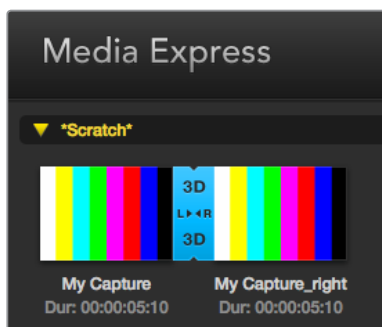 Media Express
*Scratch*
3D
L R
3D
My Capture My Capture_right
Dur: 00:00:05:10 Dur: 00:00:05:10